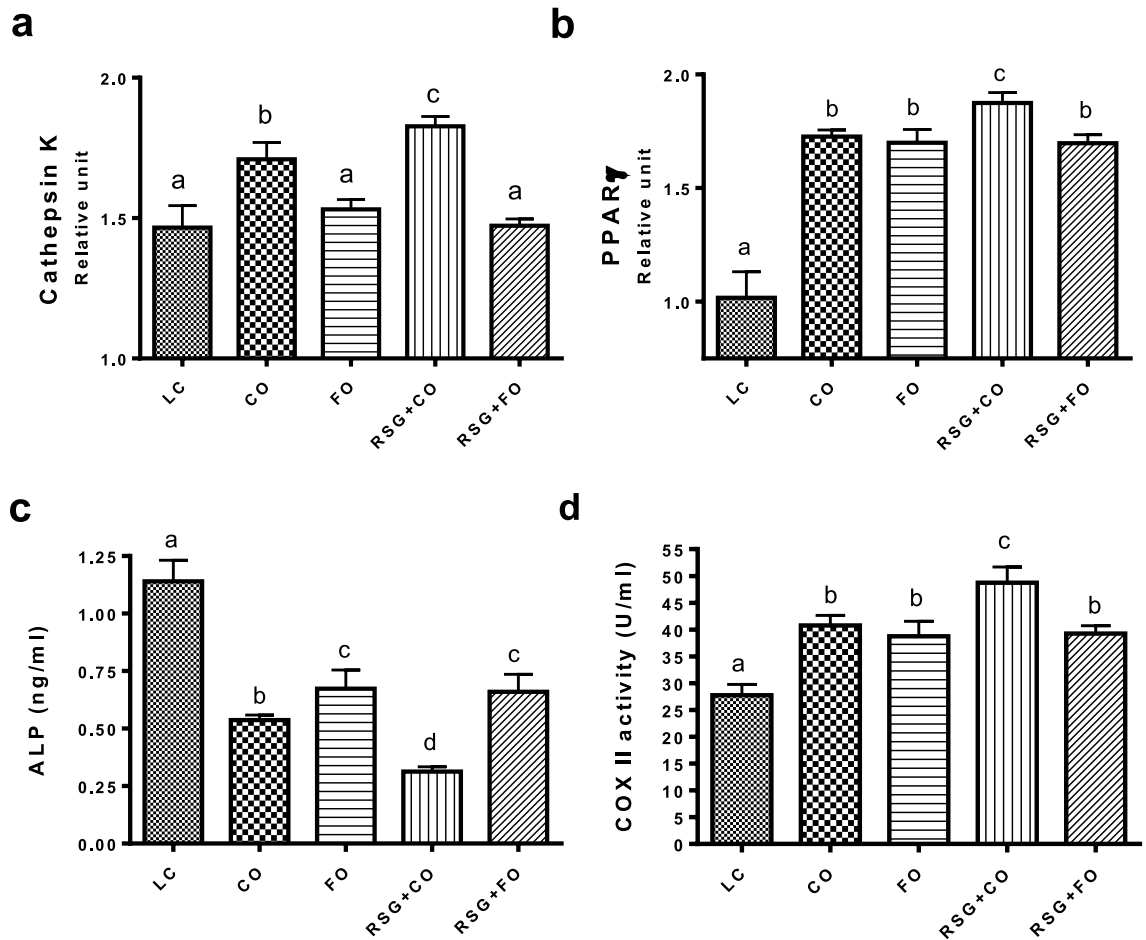 a
Cathepsin K
Relative unit
2.0
1.5
1.0
a
b
a
c
a
LC
CO
FO
RSG+CO
RSG+FO
b
PPARγ
Relative unit
2.0
1.5
1.0
a
b
b
c
b
LC
CO
FO
RSG+CO
RSG+FO
c
ALP (ng/ml)
1.25
1.00
0.75
0.50
0.25
0.00
a
b
c
d
c
LC
CO
FO
RSG+CO
RSG+FO
d
COX II activity (U/ml)
55
50
45
40
35
30
25
20
15
10
5
0
a
b
b
c
b
LC
CO
FO
RSG+CO
RSG+FO